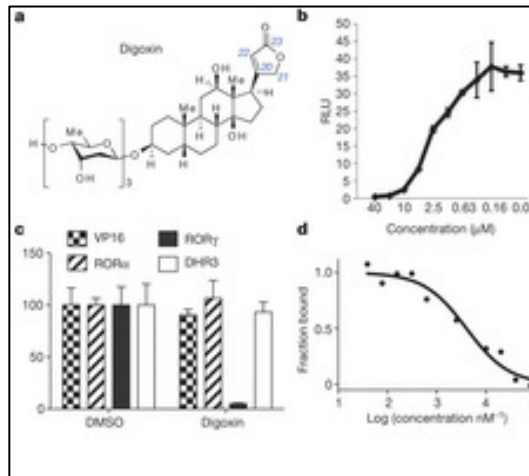 a
Digoxin
O
23
22
O
20
21
OH
Me
H
Me
H
H
OH
H
H
Me
O
H
O
O
O
OH
3
b
50
45
40
35
30
25
20
15
10
5
0
RLU
40
10
2.5
0.63
0.16
0.0
Concentration (μM)
c
VP16
RORγ
RORα
DHR3
150
100
50
0
DMSO
Digoxin
d
1.0
0.5
0
Fraction bound
1
2
3
4
Log (concentration nM⁻¹)